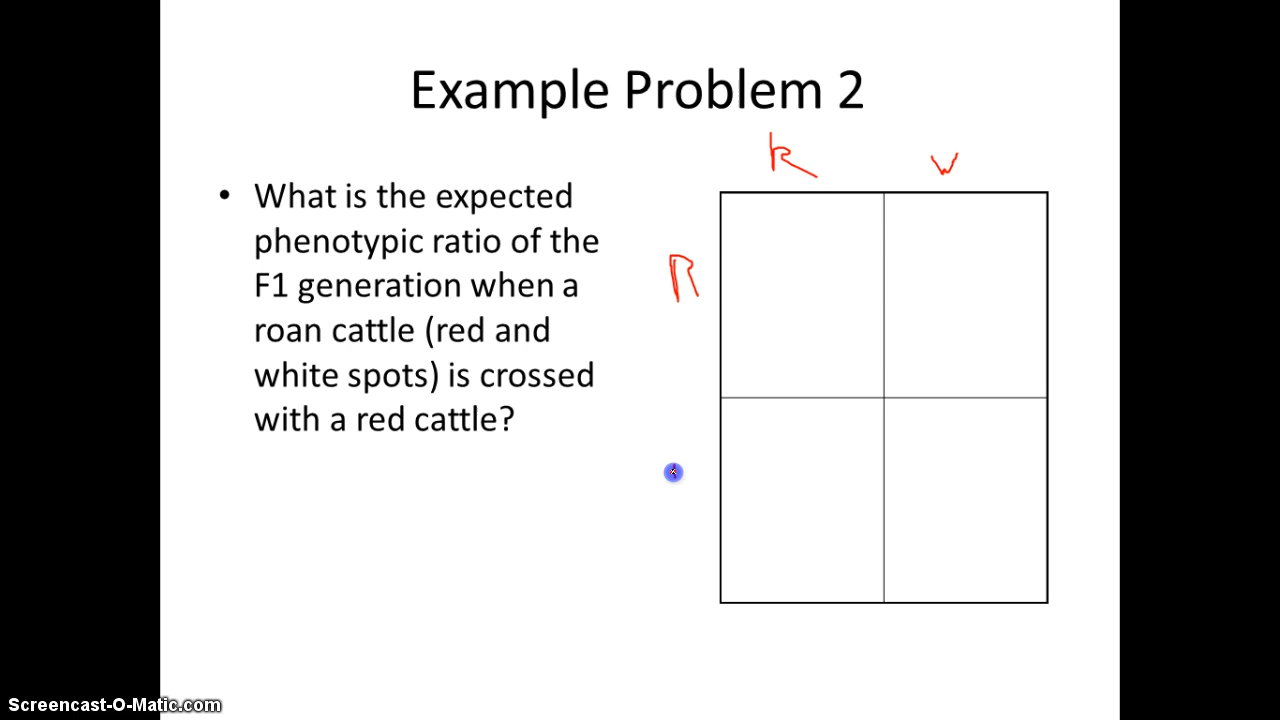 Example Problem 2
R W
• What is the expected
phenotypic ratio of the
F1 generation when a
roan cattle (red and
white spots) is crossed
with a red cattle?
R
Screencast-O-Matic.com